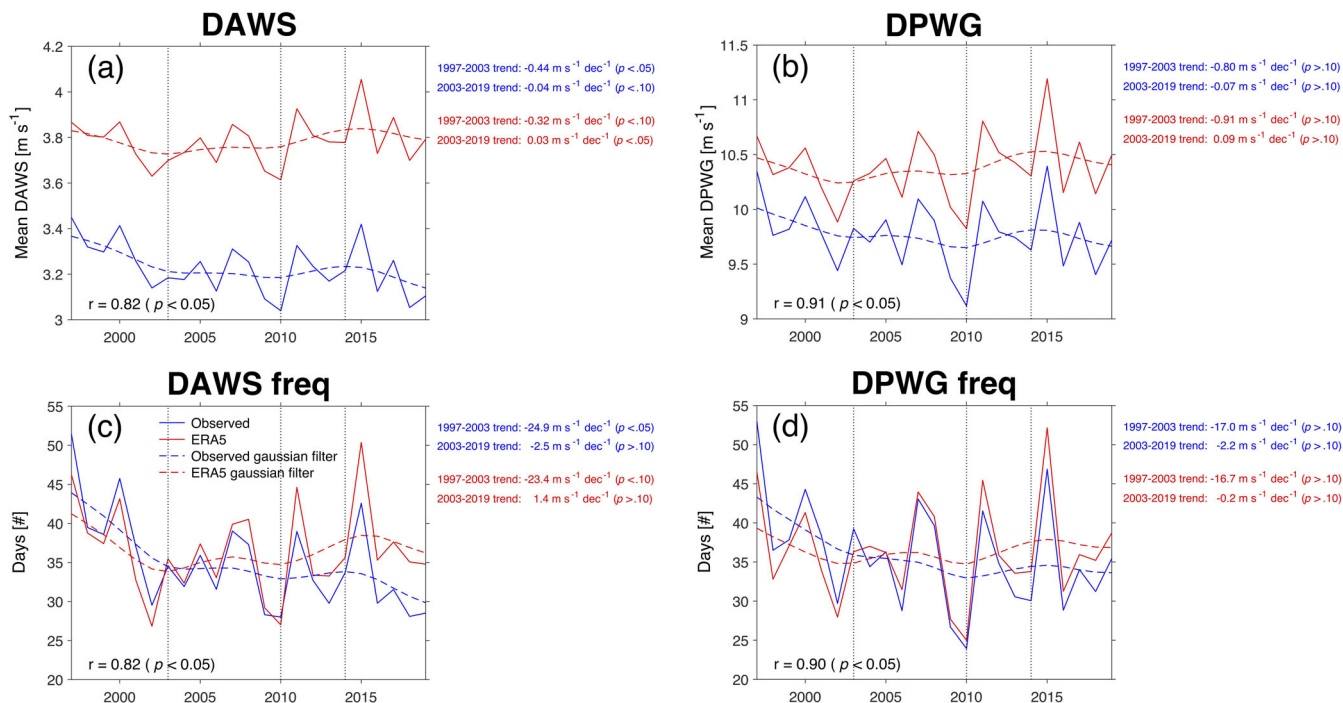 DAWS
(a)
4.2
4
3.8
3.6
3.4
3.2
3
Mean DAWS [m s-1]
2000 2005 2010 2015
r = 0.82 ( p < 0.05)
1997-2003 trend: -0.44 m s-1 dec-1 (p <.05)
2003-2019 trend: -0.04 m s-1 dec-1 (p <.10)
1997-2003 trend: -0.32 m s-1 dec-1 (p <.10)
2003-2019 trend: 0.03 m s-1 dec-1 (p <.05)
DPWG
(b)
11.5
11
10.5
10
9.5
9
Mean DPWG [m s-1]
2000 2005 2010 2015
r = 0.91 ( p < 0.05)
1997-2003 trend: -0.80 m s-1 dec-1 (p >.10)
2003-2019 trend: -0.07 m s-1 dec-1 (p >.10)
1997-2003 trend: -0.91 m s-1 dec-1 (p >.10)
2003-2019 trend: 0.09 m s-1 dec-1 (p >.10)
DAWS freq
(c)
Observed
ERA5
Observed gaussian filter
ERA5 gaussian filter
55
50
45
40
35
30
25
20
Days [#]
2000 2005 2010 2015
r = 0.82 ( p < 0.05)
1997-2003 trend: -24.9 m s-1 dec-1 (p <.05)
2003-2019 trend: -2.5 m s-1 dec-1 (p >.10)
1997-2003 trend: -23.4 m s-1 dec-1 (p <.10)
2003-2019 trend: 1.4 m s-1 dec-1 (p >.10)
DPWG freq
(d)
55
50
45
40
35
30
25
20
Days [#]
2000 2005 2010 2015
r = 0.90 ( p < 0.05)
1997-2003 trend: -17.0 m s-1 dec-1 (p >.10)
2003-2019 trend: -2.2 m s-1 dec-1 (p >.10)
1997-2003 trend: -16.7 m s-1 dec-1 (p >.10)
2003-2019 trend: -0.2 m s-1 dec-1 (p >.10)